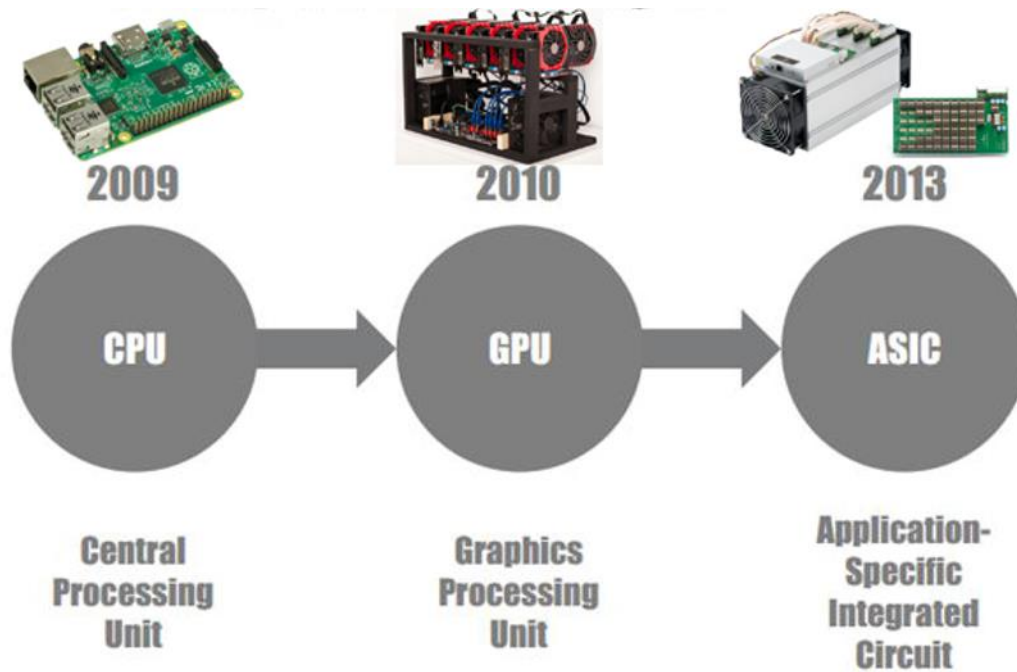 2009
2010
2013
CPU
GPU
ASIC
Central
Processing
Unit
Graphics
Processing
Unit
Application-
Specific
Integrated
Circuit